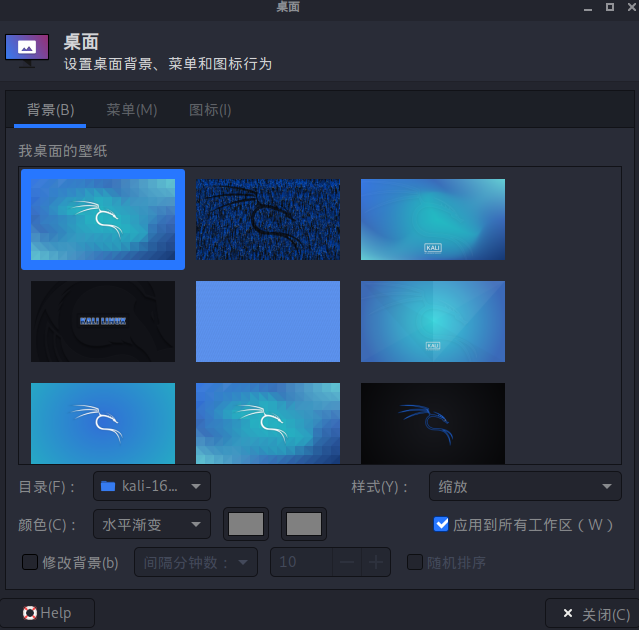 桌面
桌面
设置桌面背景、菜单和图标行为
背景(B) 菜单(M) 图标(I)
我桌面的壁纸
KALI
KALI LINUX
KALI
目录(F)： kali-16... 样式(Y)： 缩放
颜色(C)： 水平渐变 应用到所有工作区（W）
修改背景(b) 间隔分钟数： 10 随机排序
Help 关闭(C)